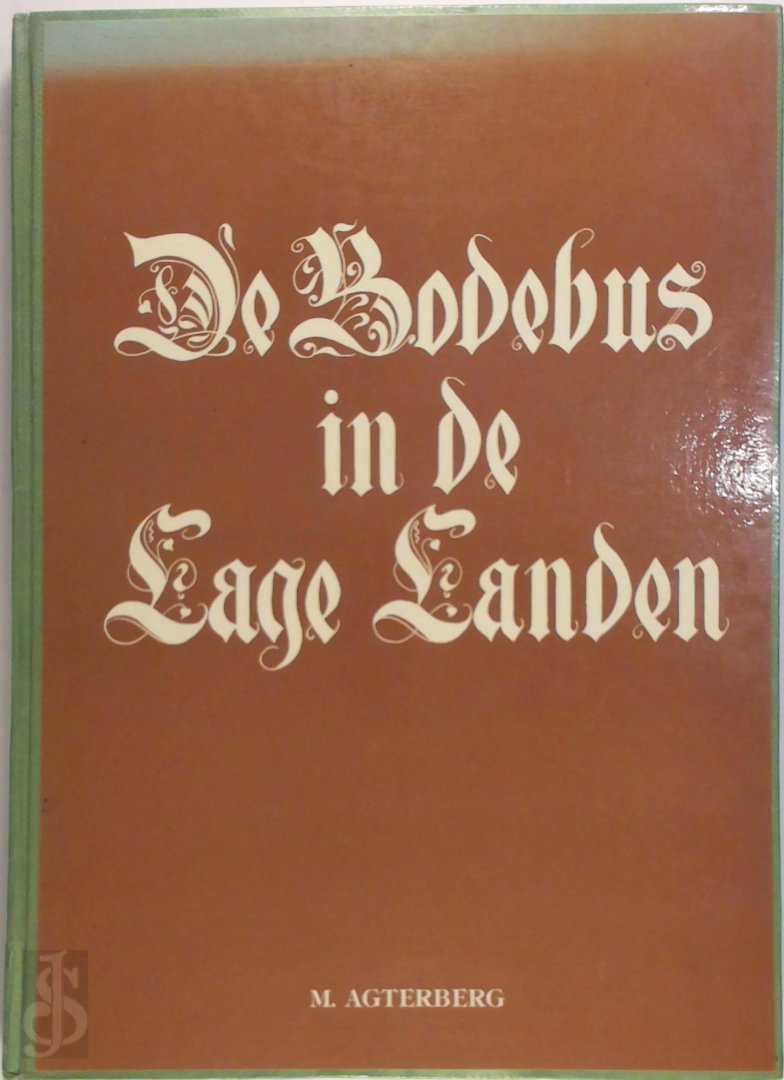 De Bodebus
in de
Lage Landen
M. AGTERBERG